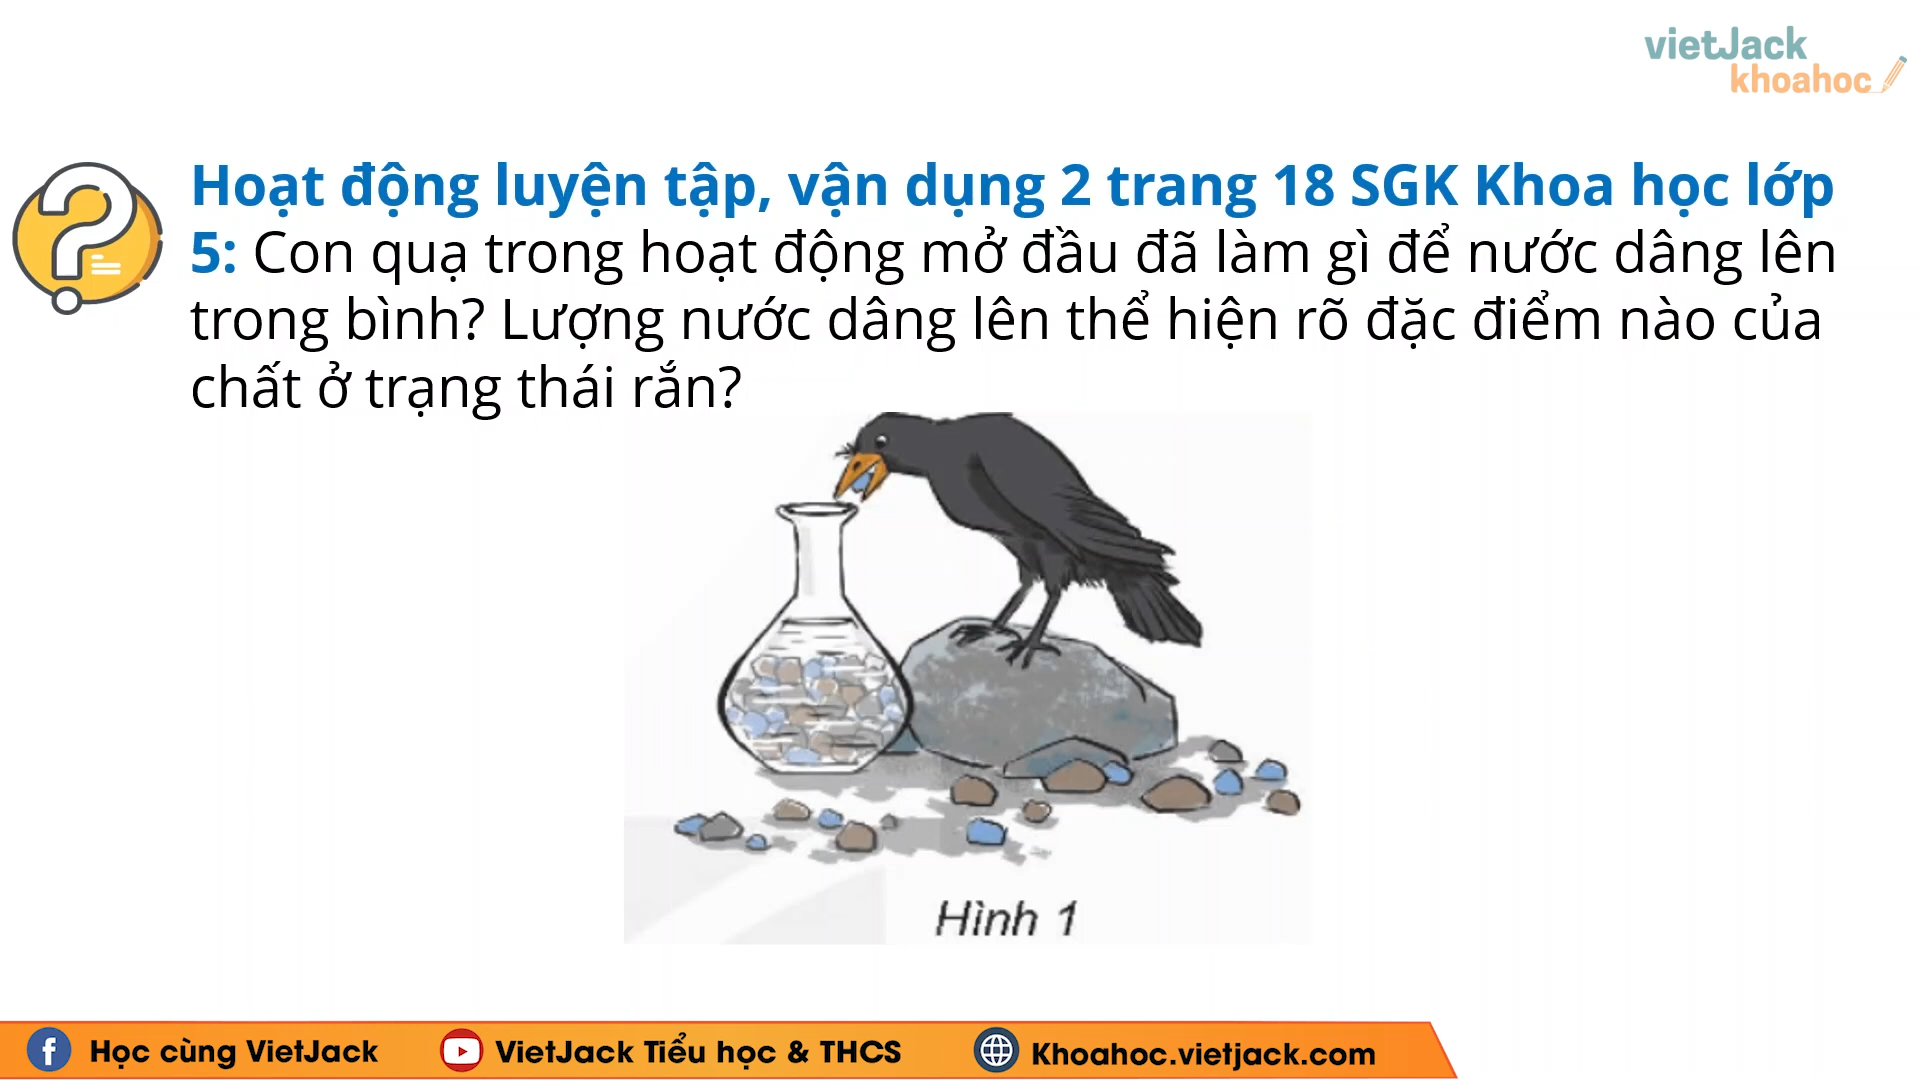 vietJack
khoahoc
Hoạt động luyện tập, vận dụng 2 trang 18 SGK Khoa học lớp
5: Con quạ trong hoạt động mở đầu đã làm gì để nước dâng lên
trong bình? Lượng nước dâng lên thể hiện rõ đặc điểm nào của
chất ở trạng thái rắn?
Hình 1
Học cùng VietJack
VietJack Tiểu học & THCS
Khoahoc.vietjack.com